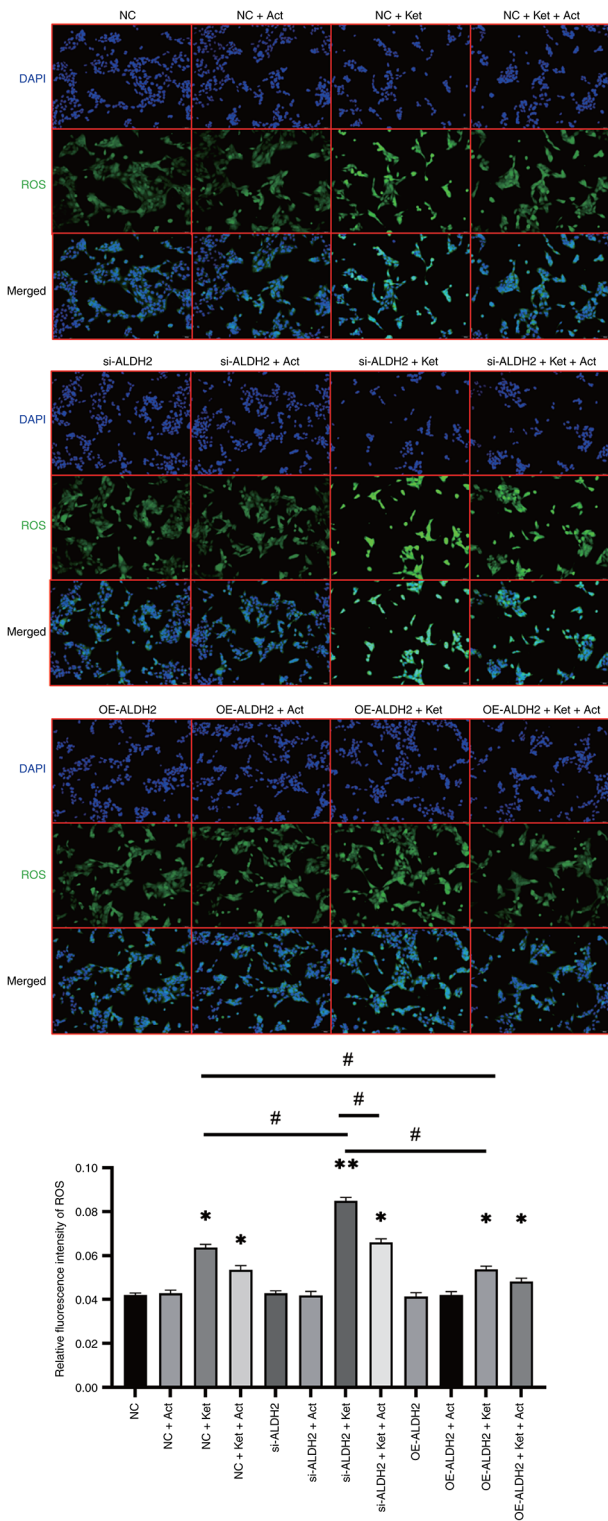 NC NC + Act NC + Ket NC + Ket + Act
DAPI
ROS
Merged
si-ALDH2 si-ALDH2 + Act si-ALDH2 + Ket si-ALDH2 + Ket + Act
DAPI
ROS
Merged
OE-ALDH2 OE-ALDH2 + Act OE-ALDH2 + Ket OE-ALDH2 + Ket + Act
DAPI
ROS
Merged
#
#
# #
**
* * * * *
Relative fluorescence intensity of ROS
0.10
0.08
0.06
0.04
0.02
0.00
NC
NC + Act
NC + Ket
NC + Ket + Act
si-ALDH2
si-ALDH2 + Act
si-ALDH2 + Ket
si-ALDH2 + Ket + Act
OE-ALDH2
OE-ALDH2 + Act
OE-ALDH2 + Ket
OE-ALDH2 + Ket + Act